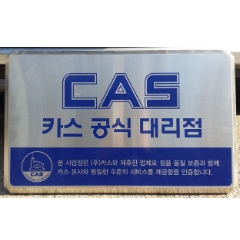 CAS
카스 공식 대리점
본 사업장은 (주)카스와 제휴한 업체로 정품 품질 보증과 함께
카스 본사와 동일한 수준의 서비스를 제공함을 인증합니다.
CAS